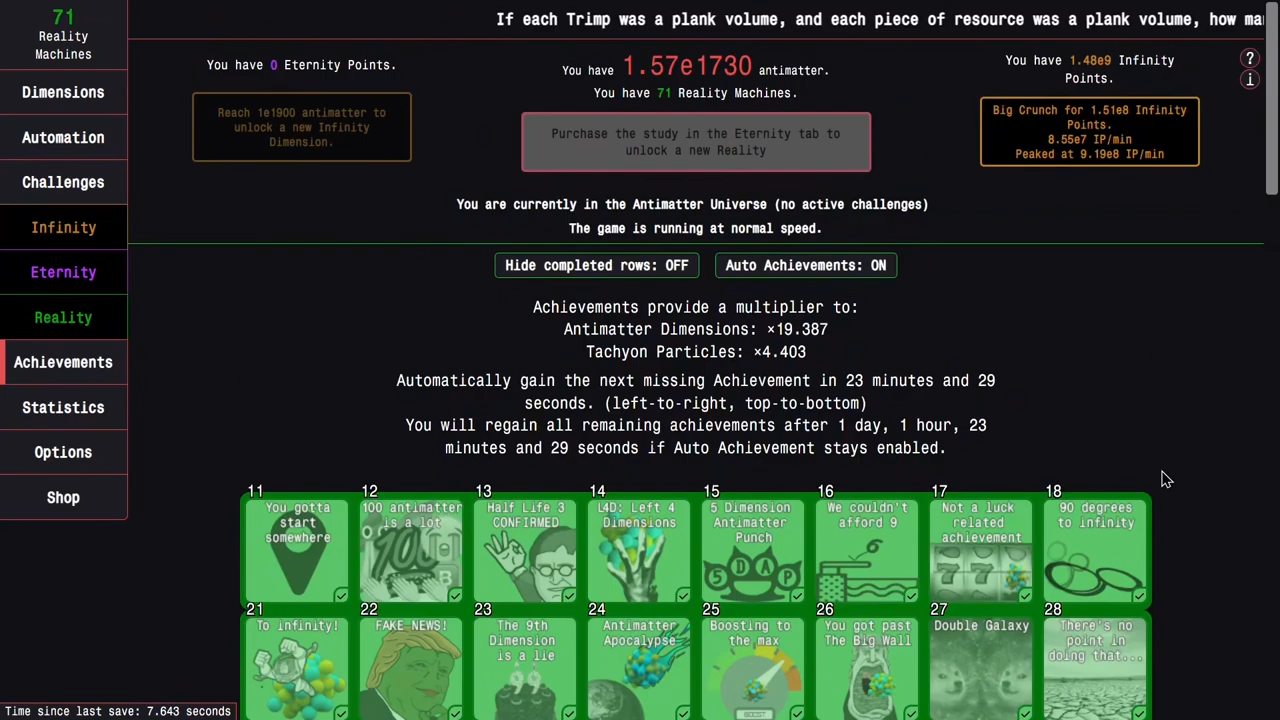 71
Reality
Machines
If each Trimp was a plank volume, and each piece of resource was a plank volume, how
You have 0 Eternity Points.
Reach 1e1900 antimatter to
unlock a new Infinity
Dimension.
You have 1.57e1730 antimatter.
You have 71 Reality Machines.
Purchase the study in the Eternity tab to
unlock a new Reality
You have 1.48e9 Infinity
Points.
Big Crunch for 1.51e8 Infinity
Points.
8.55e7 IP/min
Peaked at 9.19e8 IP/min
?
i
You are currently in the Antimatter Universe (no active challenges)
The game is running at normal speed.
Dimensions
Automation
Challenges
Infinity
Eternity
Reality
Achievements
Statistics
Options
Shop
Hide completed rows: OFF
Auto Achievements: ON
Achievements provide a multiplier to:
Antimatter Dimensions: ×19.387
Tachyon Particles: ×4.403
Automatically gain the next missing Achievement in 23 minutes and 29
seconds. (left-to-right, top-to-bottom)
You will regain all remaining achievements after 1 day, 1 hour, 23
minutes and 29 seconds if Auto Achievement stays enabled.
11
You gotta
start
somewhere
12
100 antimatter
is a lot
13
Half Life 3
CONFIRMED
14
L4D: Left 4
Dimensions
15
5 Dimension
Antimatter
Punch
5 D A P
16
We couldn't
afford 9
17
Not a luck
related
achievement
7 7 7
18
90 degrees
to infinity
21
To infinity!
22
FAKE NEWS!
23
The 9th
Dimension
is a lie
24
Antimatter
Apocalypse
25
Boosting to
the max
BOOST
26
You got past
The Big Wall
27
Double Galaxy
28
There's no
point in
doing that...
Time since last save: 7.643 seconds